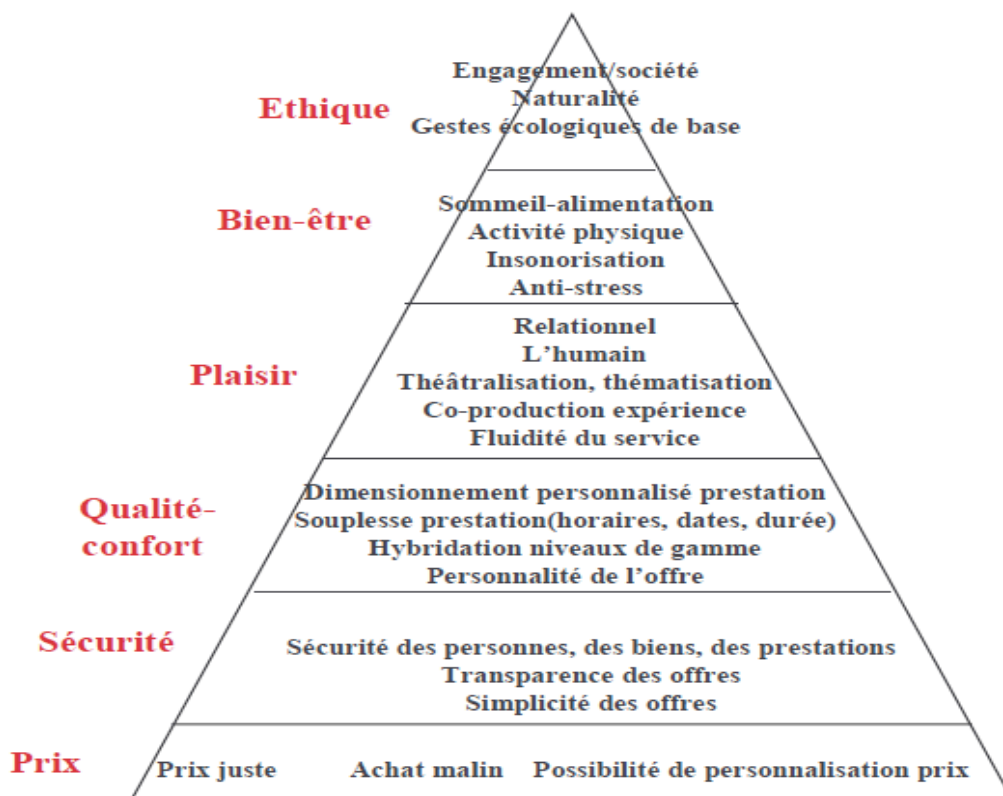 Engagement/société
Ethique
Naturalité
Gestes écologiques de base
Bien-être
Sommeil-alimentation
Activité physique
Insonorisation
Anti-stress
Plaisir
Relationnel
L’humain
Théâtralisation, thématisation
Co-production expérience
Fluidité du service
Qualité-
confort
Dimensionnement personnalisé prestation
Souplesse prestation(horaires, dates, durée)
Hybridation niveaux de gamme
Personnalité de l’offre
Sécurité
Sécurité des personnes, des biens, des prestations
Transparence des offres
Simplicité des offres
Prix
Prix juste Achat malin Possibilité de personnalisation prix